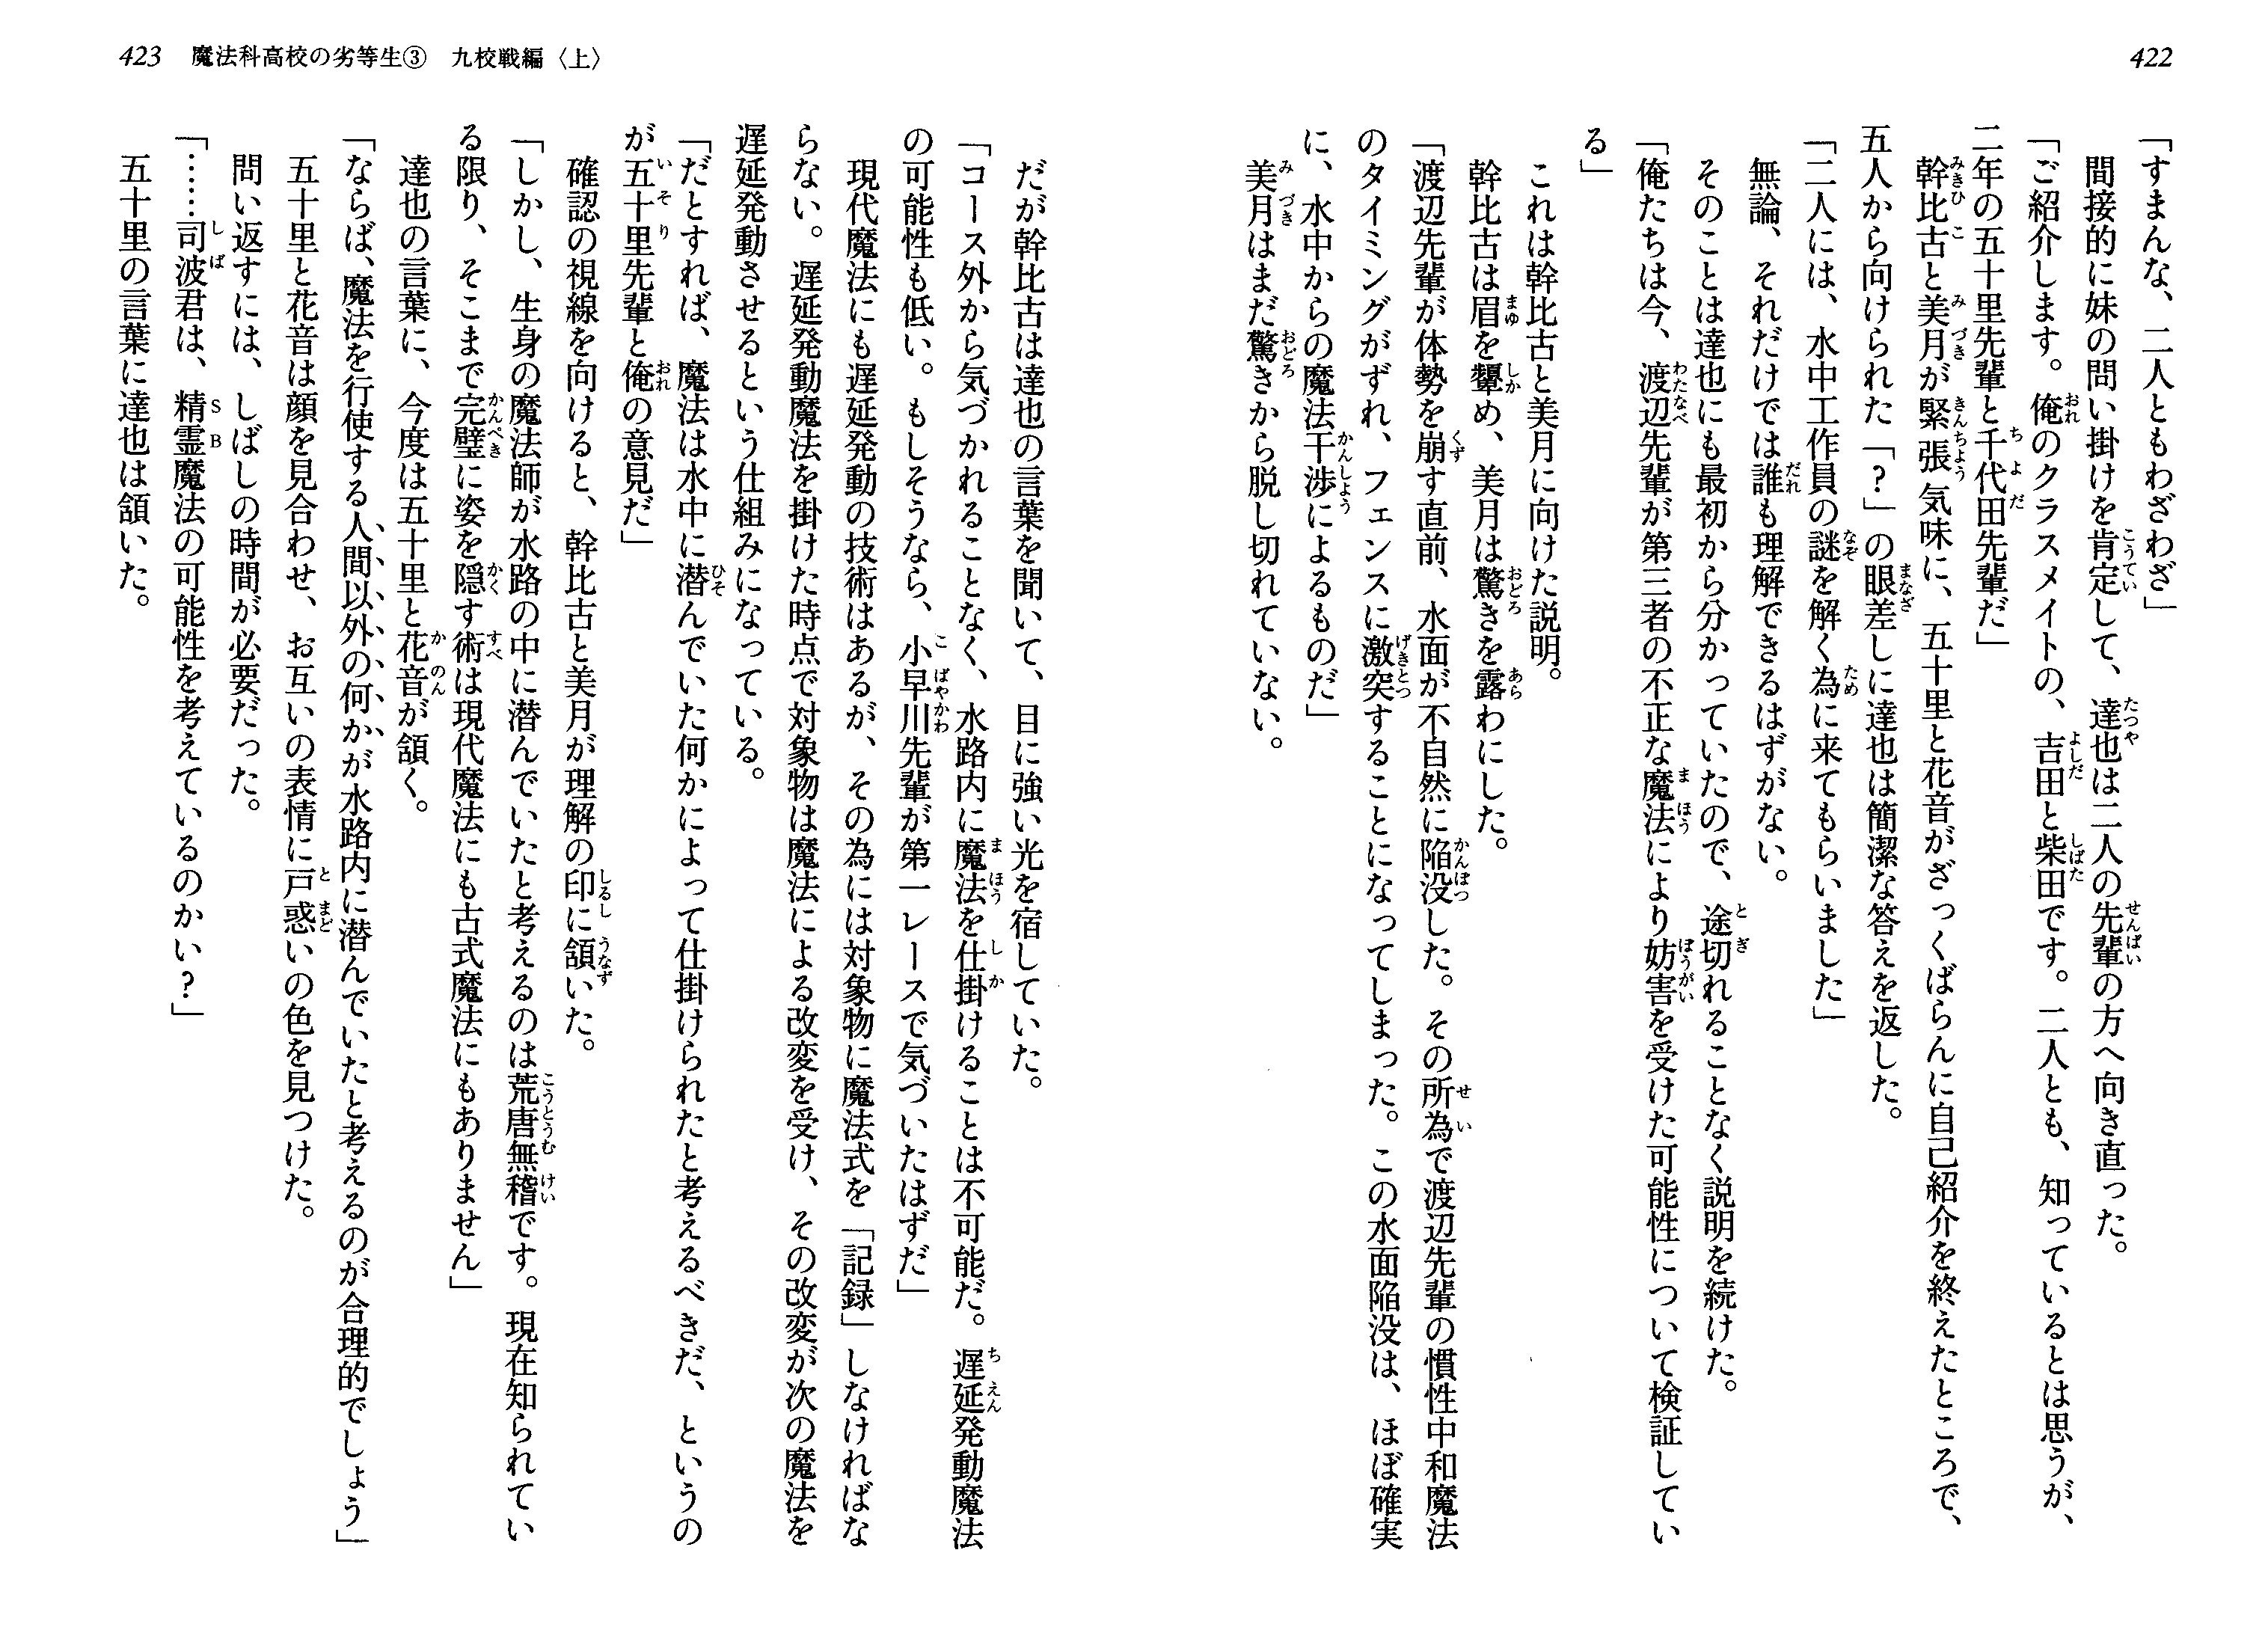 422
「すまんな、二人ともわざわざ」
　間接的に妹の問い掛けを肯定して、達也は二人の先輩の方へ向き直った。
「ご紹介します。俺のクラスメイトの、吉田と柴田です。二人とも、知っているとは思うが、
二年の五十里先輩と千代田先輩だ」
　幹比古と美月が緊張気味に、五十里と花音がざっくばらんに自己紹介を終えたところで、
五人から向けられた「？」の眼差しに達也は簡潔な答えを返した。
「二人には、水中工作員の謎を解く為に来てもらいました」
　無論、それだけでは誰も理解できるはずがない。
　そのことは達也にも最初から分かっていたので、途切れることなく説明を続けた。
「俺たちは今、渡辺先輩が第三者の不正な魔法により妨害を受けた可能性について検証してい
る」
　これは幹比古と美月に向けた説明。
　幹比古は眉を顰め、美月は驚きを露わにした。
「渡辺先輩が体勢を崩す直前、水面が不自然に陥没した。その所為で渡辺先輩の慣性中和魔法
のタイミングがずれ、フェンスに激突することになってしまった。この水面陥没は、ほぼ確実
に、水中からの魔法干渉によるものだ」
　美月はまだ驚きから脱し切れていない。
423　魔法科高校の劣等生③　九校戦編〈上〉
　だが幹比古は達也の言葉を聞いて、目に強い光を宿していた。
「コース外から気づかれることなく、水路内に魔法を仕掛けることは不可能だ。遅延発動魔法
の可能性も低い。もしそうなら、小早川先輩が第一レースで気づいたはずだ」
　現代魔法にも遅延発動の技術はあるが、その為には対象物に魔法式を「記録」しなければな
らない。遅延発動魔法を掛けた時点で対象物は魔法による改変を受け、その改変が次の魔法を
遅延発動させるという仕組みになっている。
「だとすれば、魔法は水中に潜んでいた何かによって仕掛けられたと考えるべきだ、というの
が五十里先輩と俺の意見だ」
　確認の視線を向けると、幹比古と美月が理解の印に頷いた。
「しかし、生身の魔法師が水路の中に潜んでいたと考えるのは荒唐無稽です。現在知られてい
る限り、そこまで完璧に姿を隠す術は現代魔法にも古式魔法にもありません」
　達也の言葉に、今度は五十里と花音が頷く。
「ならば、魔法を行使する人間以外の何かが水路内に潜んでいたと考えるのが合理的でしょう」
　五十里と花音は顔を見合わせ、お互いの表情に戸惑いの色を見つけた。
　問い返すには、しばしの時間が必要だった。
「……司波君は、精霊魔法の可能性を考えているのかい？」
　五十里の言葉に達也は頷いた。